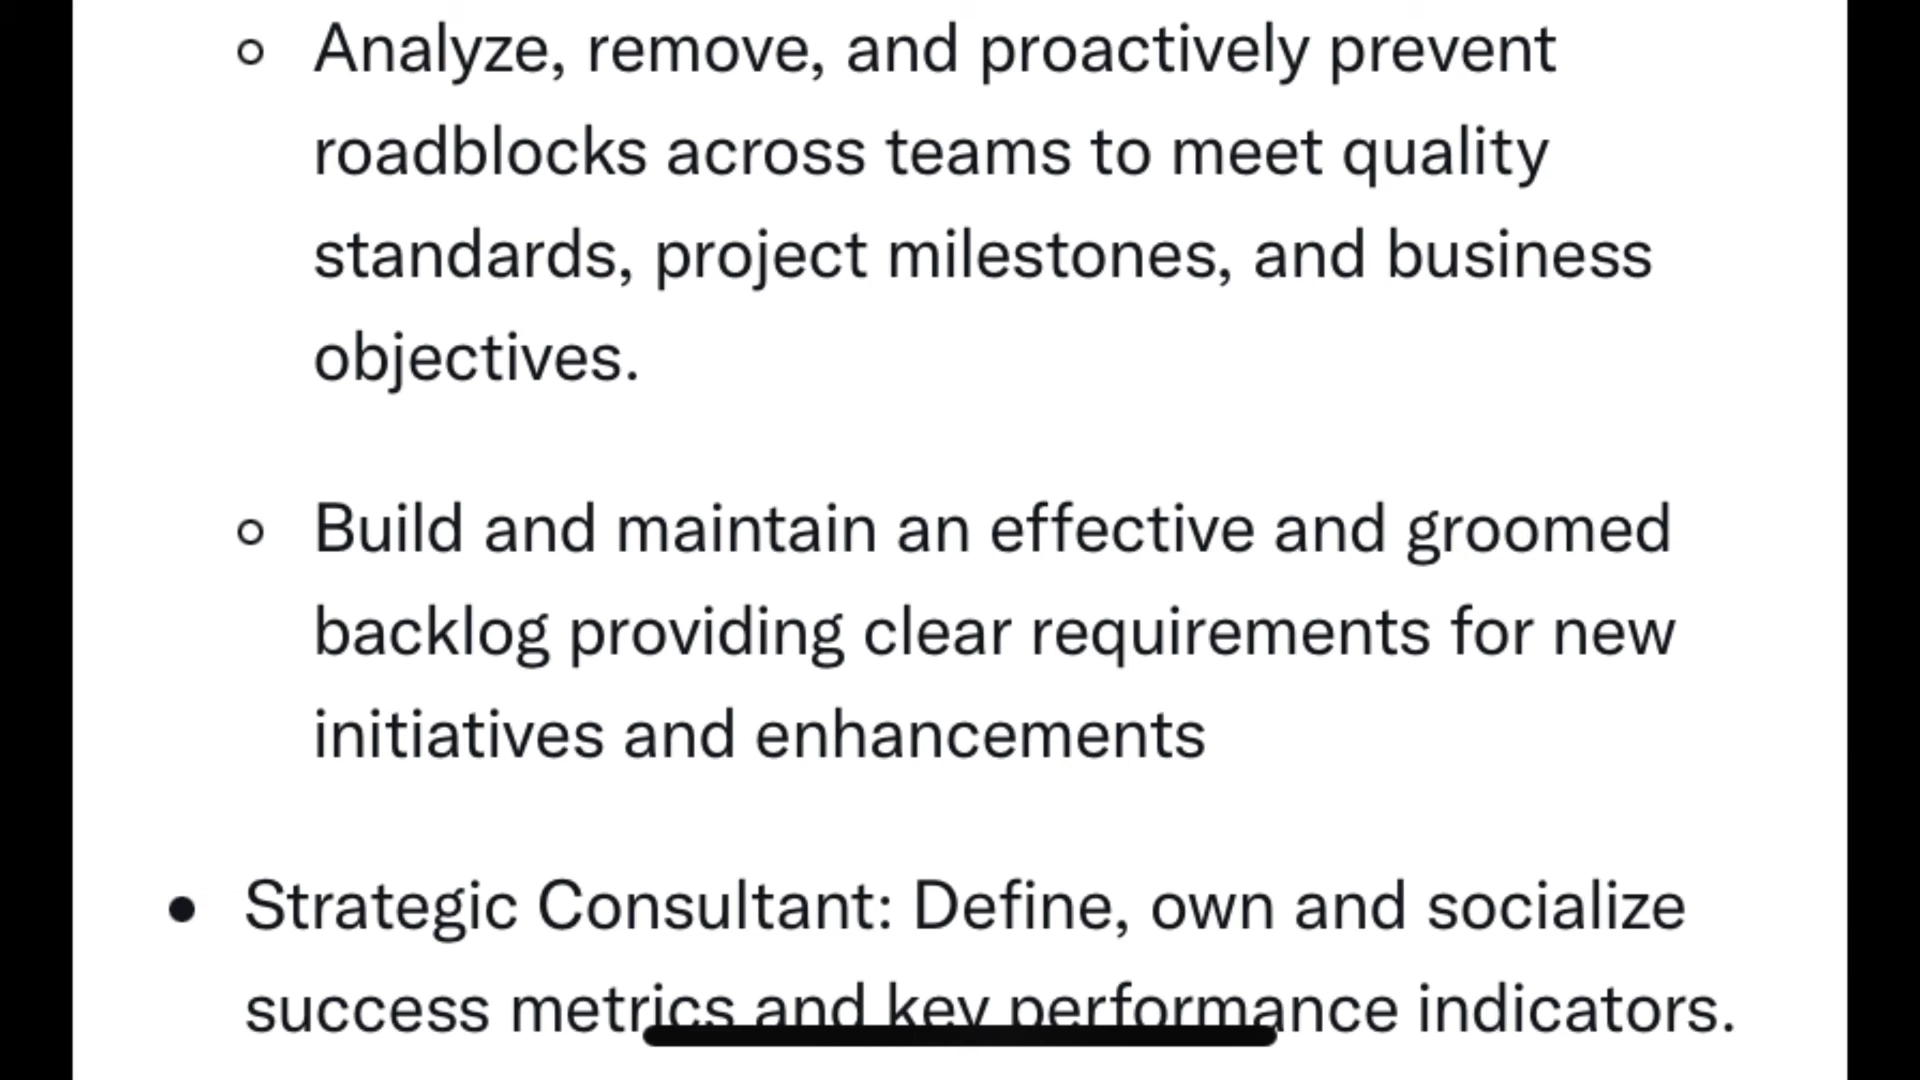 Analyze, remove, and proactively prevent
roadblocks across teams to meet quality
standards, project milestones, and business
objectives.
Build and maintain an effective and groomed
backlog providing clear requirements for new
initiatives and enhancements
Strategic Consultant: Define, own and socialize
success metrics and key performance indicators.